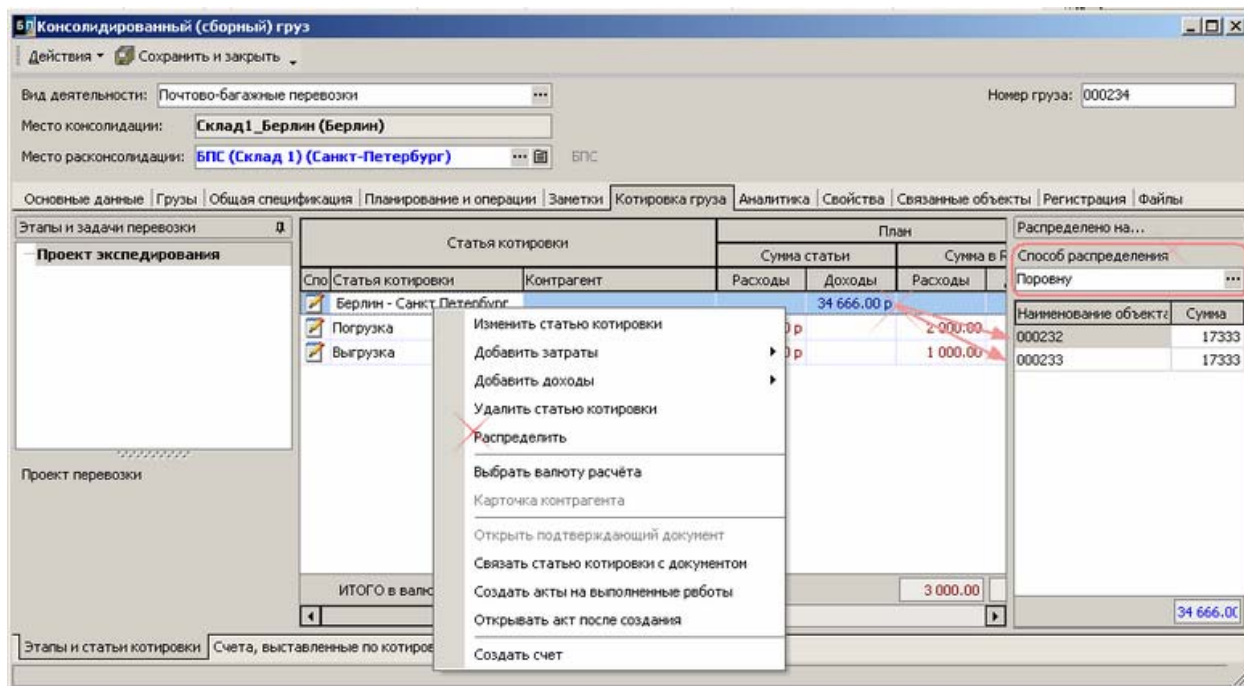 БП Консолидированный (сборный) груз
Действия Сохранить и закрыть
Вид деятельности: Почтово-багажные перевозки ... Номер груза: 000234
Место консолидации: Склад1_Берлин (Берлин)
Место расконсолидации: БПС (Склад 1) (Санкт-Петербург) ... БПС
Основные данные Грузы Общая спецификация Планирование и операции Заметки Котировка груза Аналитика Свойства Связанные объекты Регистрация Файлы
Этапы и задачи перевозки
Проект экспедирования
Проект перевозки
Статья котировки План
Сумма статьи Сумма в R
Спо Статья котировки Контрагент Расходы Доходы Расходы
Берлин - Санкт Петербург 34 666.00 р
Погрузка 0 р 2 000.00
Выгрузка 0 р 1 000.00
ИТОГО в валю 3 000.00
Изменить статью котировки
Добавить затраты
Добавить доходы
Удалить статью котировки
Распределить
Выбрать валюту расчёта
Карточка контрагента
Открыть подтверждающий документ
Связать статью котировки с документом
Создать акты на выполненные работы
Открывать акт после создания
Создать счет
Распределено на...
Способ распределения
Поровну ...
Наименование объекта Сумма
000232 17333
000233 17333
34 666.00
Этапы и статьи котировки Счета, выставленные по котиров